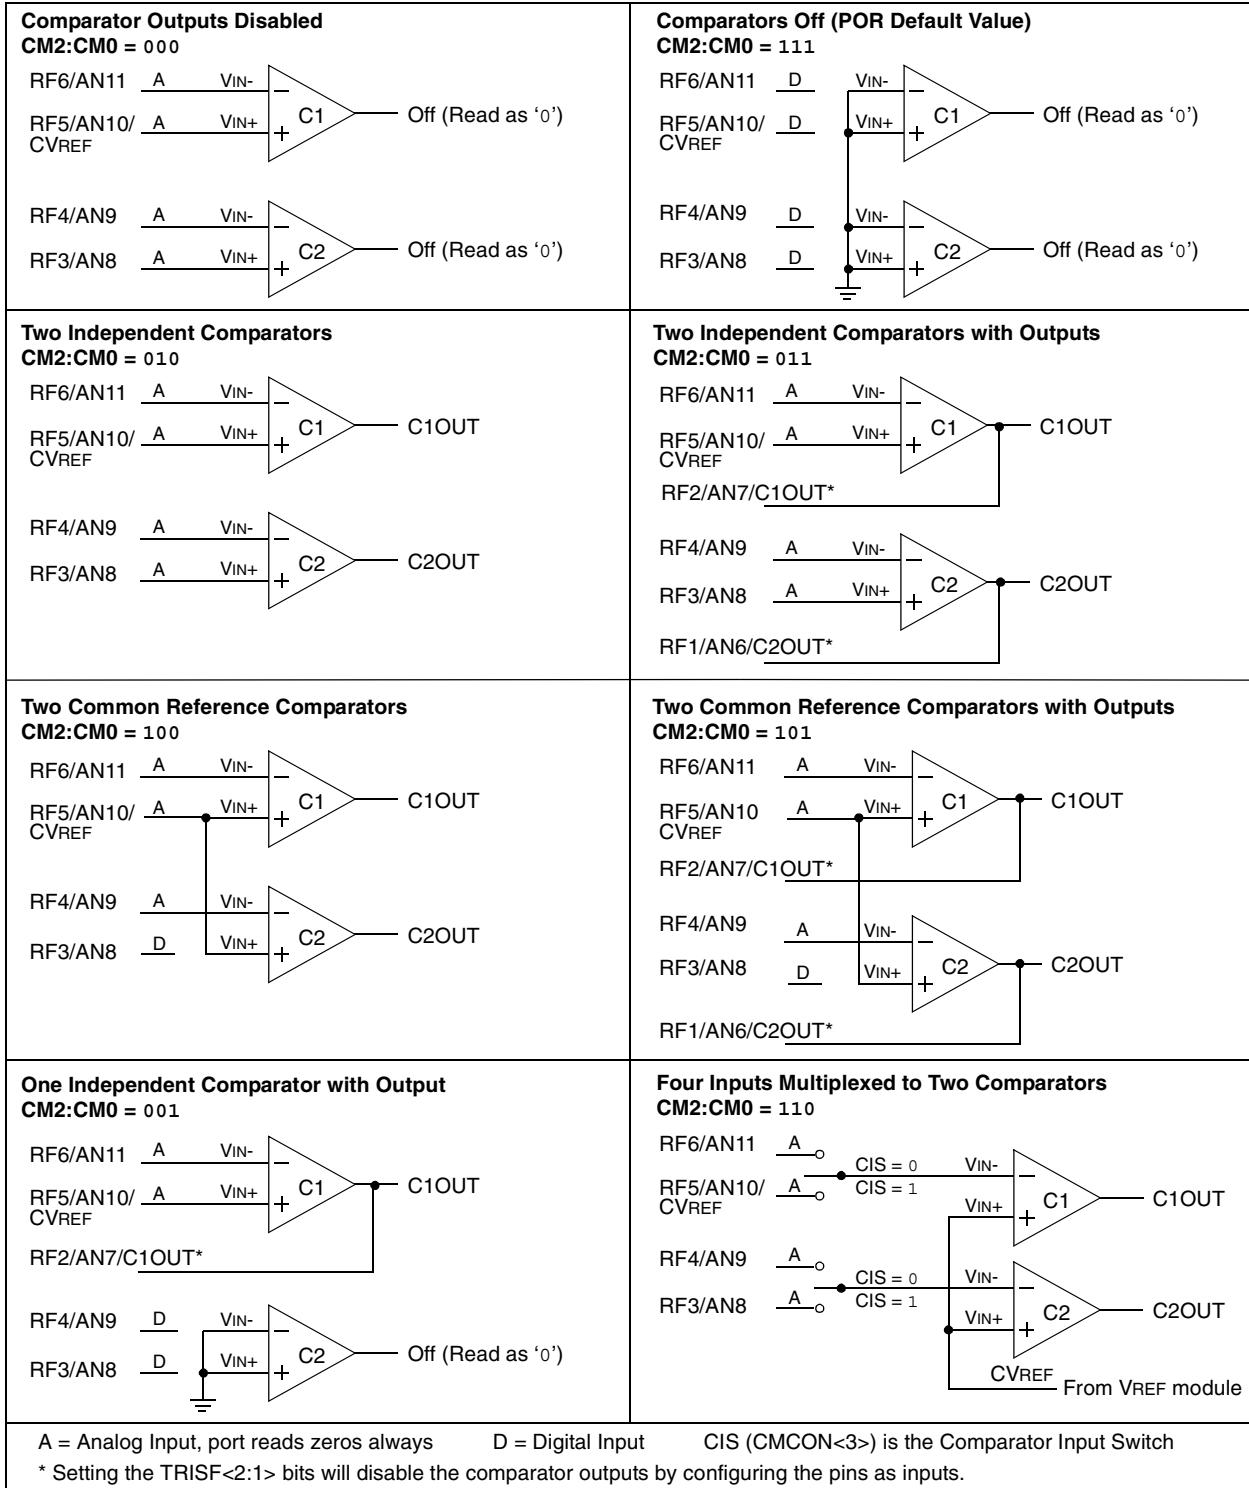 Comparator Outputs Disabled
CM2:CM0 = 000
RF6/AN11 A VIN-
C1 Off (Read as ‘0’)
RF5/AN10/ A VIN+
CVREF
RF4/AN9 A VIN-
C2 Off (Read as ‘0’)
RF3/AN8 A VIN+
Comparators Off (POR Default Value)
CM2:CM0 = 111
RF6/AN11 D VIN-
C1 Off (Read as ‘0’)
RF5/AN10/ D VIN+
CVREF
RF4/AN9 D VIN-
C2 Off (Read as ‘0’)
RF3/AN8 D VIN+
Two Independent Comparators
CM2:CM0 = 010
RF6/AN11 A VIN-
C1 C1OUT
RF5/AN10/ A VIN+
CVREF
RF4/AN9 A VIN-
C2 C2OUT
RF3/AN8 A VIN+
Two Independent Comparators with Outputs
CM2:CM0 = 011
RF6/AN11 A VIN-
C1 C1OUT
RF5/AN10/ A VIN+
CVREF
RF2/AN7/C1OUT*
RF4/AN9 A VIN-
C2 C2OUT
RF3/AN8 A VIN+
RF1/AN6/C2OUT*
Two Common Reference Comparators
CM2:CM0 = 100
RF6/AN11 A VIN-
C1 C1OUT
RF5/AN10/ A VIN+
CVREF
RF4/AN9 A VIN-
C2 C2OUT
RF3/AN8 D VIN+
Two Common Reference Comparators with Outputs
CM2:CM0 = 101
RF6/AN11 A VIN-
C1 C1OUT
RF5/AN10 A VIN+
CVREF
RF2/AN7/C1OUT*
RF4/AN9 A VIN-
C2 C2OUT
RF3/AN8 D VIN+
RF1/AN6/C2OUT*
One Independent Comparator with Output
CM2:CM0 = 001
RF6/AN11 A VIN-
C1 C1OUT
RF5/AN10/ A VIN+
CVREF
RF2/AN7/C1OUT*
RF4/AN9 D VIN-
C2 Off (Read as ‘0’)
RF3/AN8 D VIN+
Four Inputs Multiplexed to Two Comparators
CM2:CM0 = 110
RF6/AN11 A
CIS = 0 VIN-
RF5/AN10/ A CIS = 1
CVREF
VIN+ C1 C1OUT
RF4/AN9 A
CIS = 0 VIN-
RF3/AN8 A CIS = 1
VIN+ C2 C2OUT
CVREF
From VREF module
A = Analog Input, port reads zeros always D = Digital Input CIS (CMCON<3>) is the Comparator Input Switch
* Setting the TRISF<2:1> bits will disable the comparator outputs by configuring the pins as inputs.